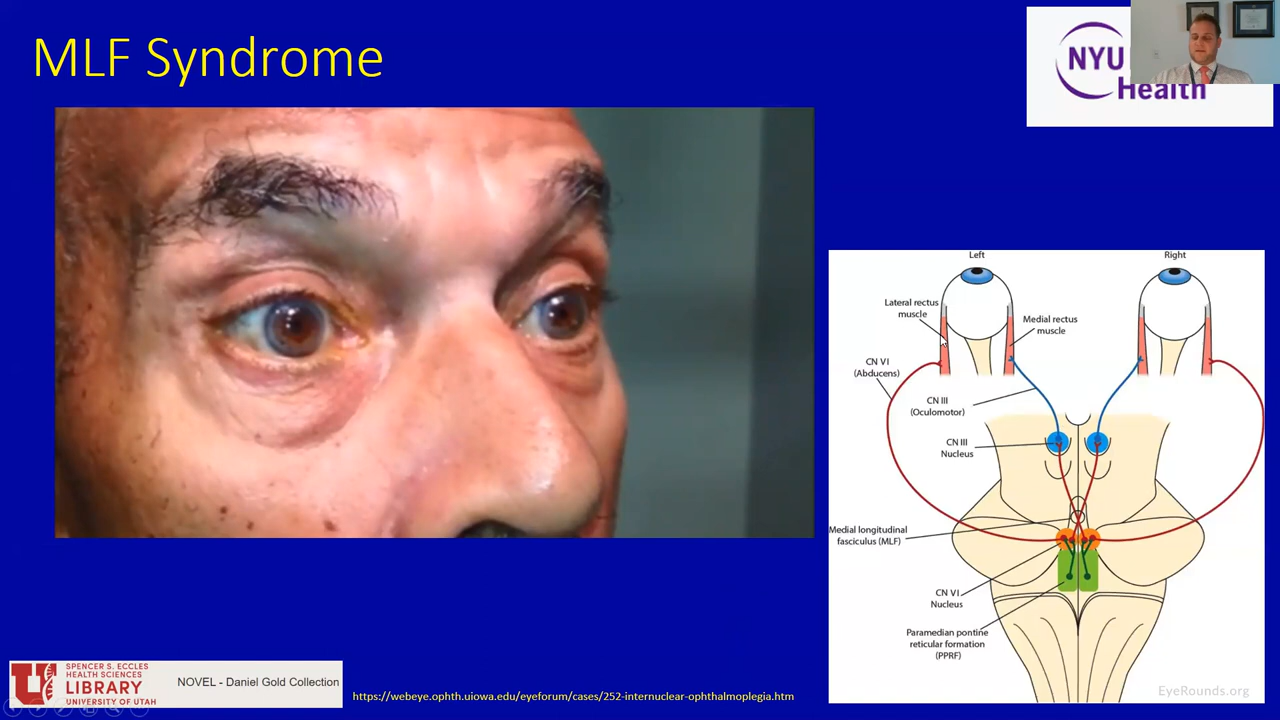 MLF Syndrome
NYU
Health
Left
Right
Lateral rectus
muscle
Medial rectus
muscle
CN VI
(Abducens)
CN III
(Oculomotor)
CN III
Nucleus
Medial longitudinal
fasciculus (MLF)
CN VI
Nucleus
Paramedian pontine
reticular formation
(PPRF)
EyeRounds.org
SPENCER S. ECCLES
HEALTH SCIENCES
LIBRARY
UNIVERSITY OF UTAH
NOVEL - Daniel Gold Collection
https://webeye.ophth.uiowa.edu/eyeforum/cases/252-internuclear-ophthalmoplegia.htm